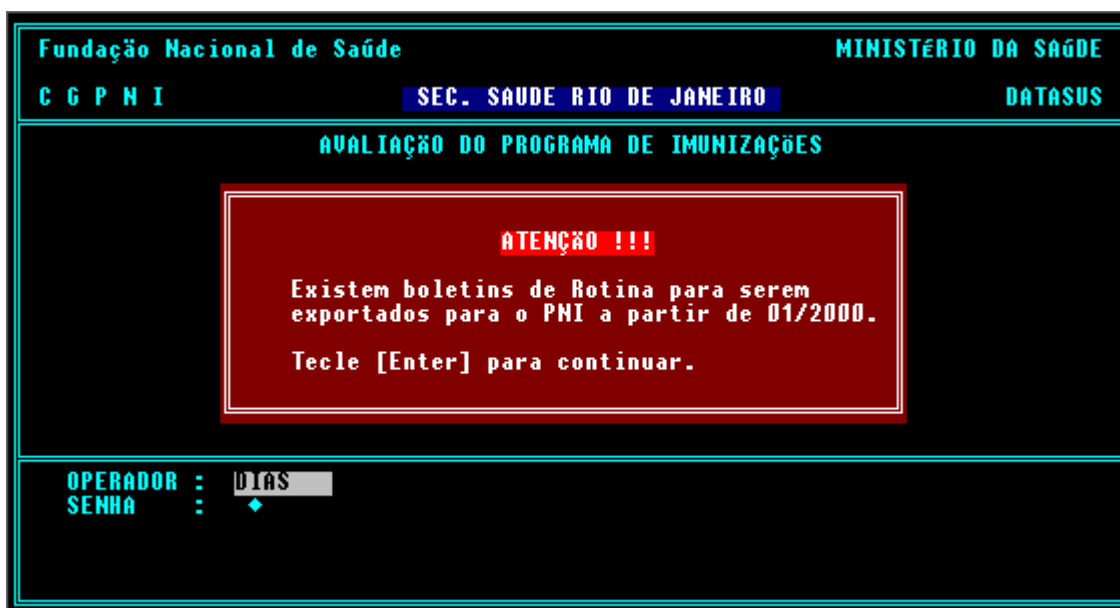 Fundação Nacional de Saúde MINISTÉRIO DA SAúDE
C G P N I SEC. SAUDE RIO DE JANEIRO DATASUS
AVALIAÇÃO DO PROGRAMA DE IMUNIZAÇÕES
ATENÇÃO !!!
Existem boletins de Rotina para serem
exportados para o PNI a partir de 01/2000.
Tecle [Enter] para continuar.
OPERADOR : DIAS
SENHA : ◆